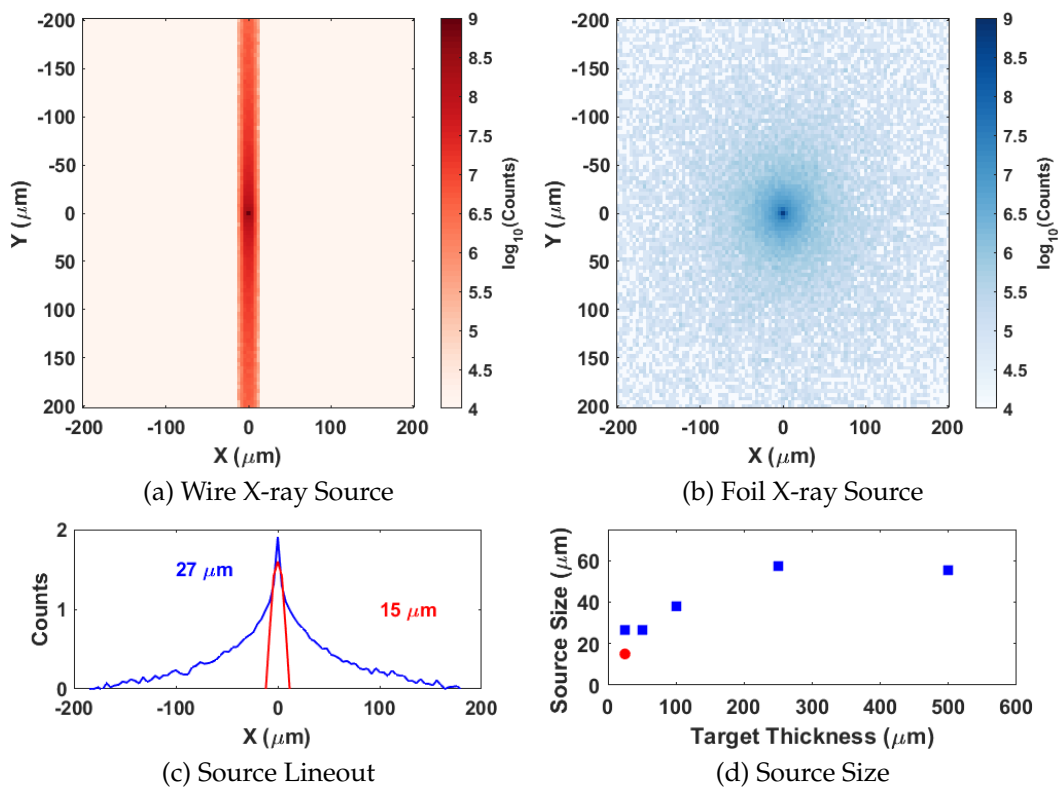 -200
-150
-100
-50
0
50
100
150
200
Y (μm)
-200 -100 0 100 200
X (μm)
9
8.5
8
7.5
7
6.5
6
5.5
5
4.5
4
log10(Counts)
(a) Wire X-ray Source
-200
-150
-100
-50
0
50
100
150
200
Y (μm)
-200 -100 0 100 200
X (μm)
9
8.5
8
7.5
7
6.5
6
5.5
5
4.5
4
log10(Counts)
(b) Foil X-ray Source
2
1
0
Counts
27 μm
15 μm
-200 -100 0 100 200
X (μm)
(c) Source Lineout
60
40
20
0
Source Size (μm)
0 100 200 300 400 500 600
Target Thickness (μm)
(d) Source Size